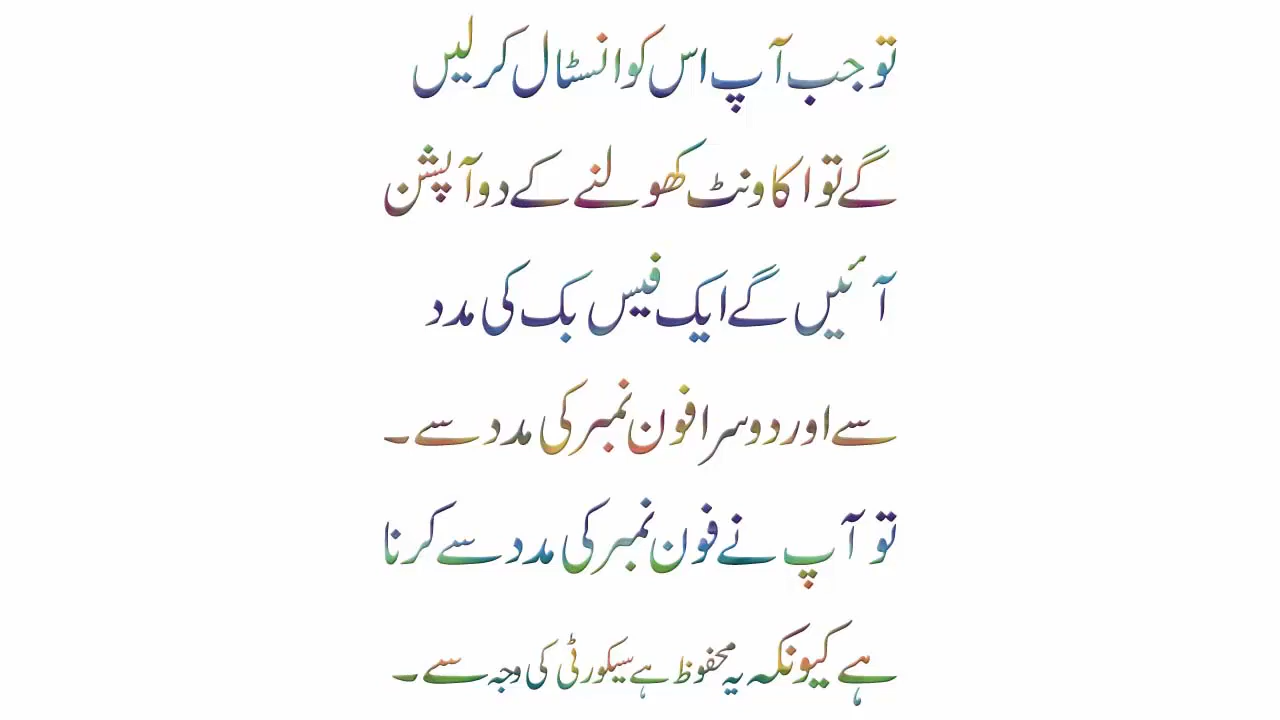 تو جب آپ اس کو انسٹال کر لیں
گے تو اکاونٹ کھولنے کے دو آپشن
آئیں گے ایک فیس بک کی مدد
سے اور دوسرا فون نمبر کی مدد سے۔
تو آپ نے فون نمبر کی مدد سے کرنا
ہے کیونکہ یہ محفوظ ہے سیکورٹی کی وجہ سے۔